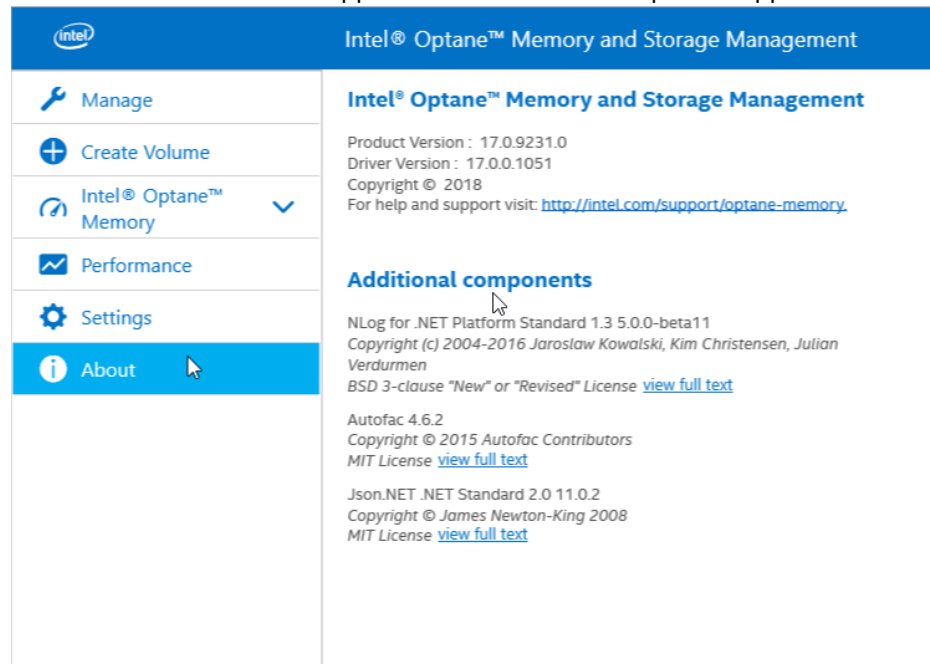 intel
Intel® Optane™ Memory and Storage Management
Manage
Create Volume
Intel® Optane™
Memory
Performance
Settings
About
Intel® Optane™ Memory and Storage Management
Product Version : 17.0.9231.0
Driver Version : 17.0.0.1051
Copyright © 2018
For help and support visit: http://intel.com/support/optane-memory.
Additional components
NLog for .NET Platform Standard 1.3 5.0.0-beta11
Copyright (c) 2004-2016 Jaroslaw Kowalski, Kim Christensen, Julian
Verdurmen
BSD 3-clause "New" or "Revised" License view full text
Autofac 4.6.2
Copyright © 2015 Autofac Contributors
MIT License view full text
Json.NET .NET Standard 2.0 11.0.2
Copyright © James Newton-King 2008
MIT License view full text